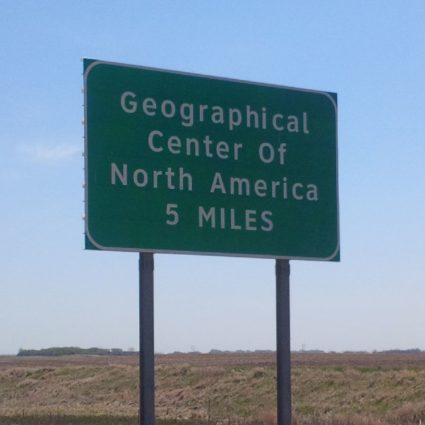 Geographical
Center Of
North America
5 MILES